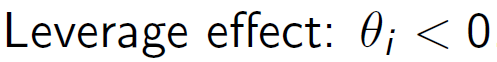 Leverage effect: θᵢ < 0